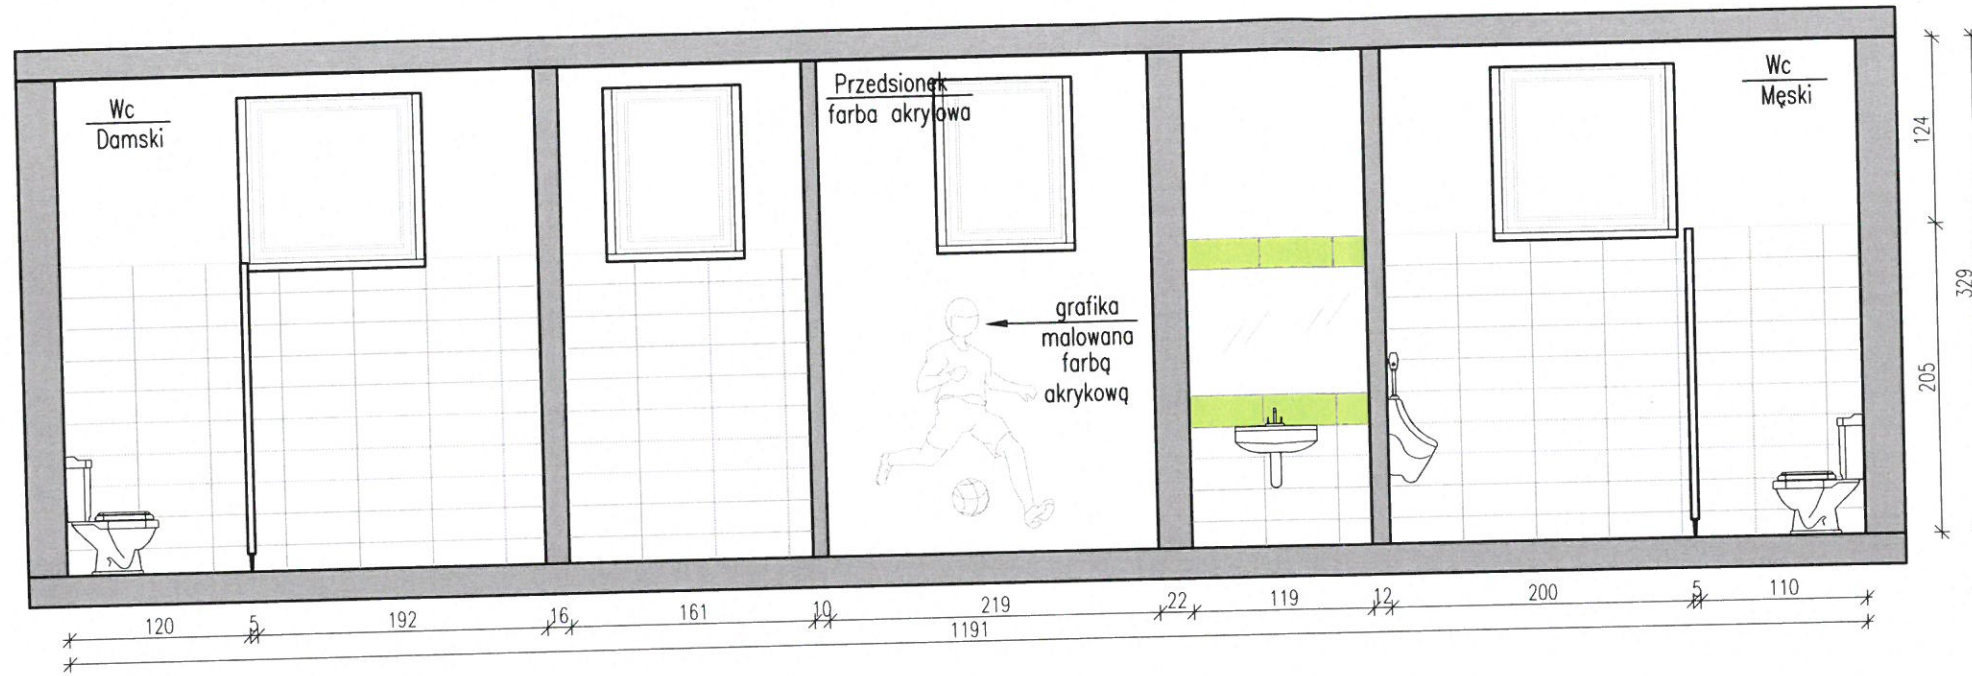 Wc
Damski
Przedsionek
farba akrylowa
Wc
Męski
grafika
malowana
farbą
akrykową
124
205
329
120 5 192 16 161 10 219 22 119 12 200 5 110
1191